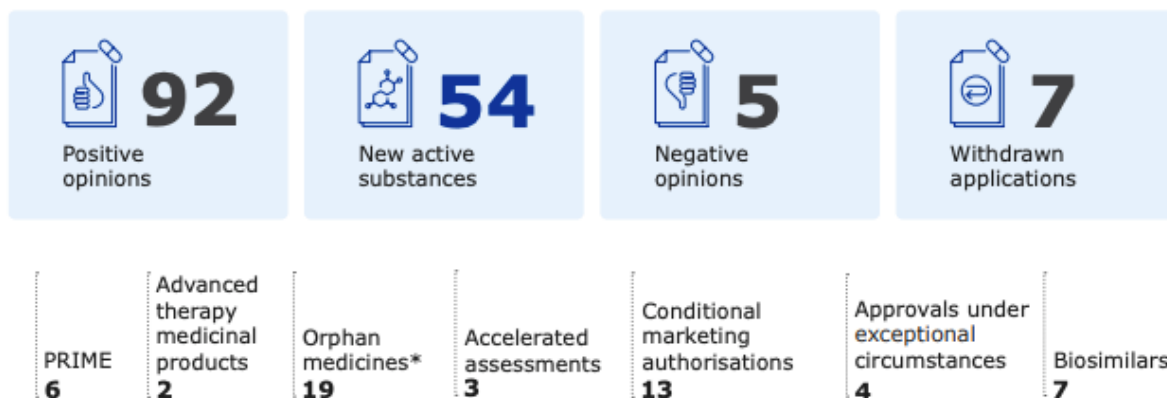 92
Positive
opinions
54
New active
substances
5
Negative
opinions
7
Withdrawn
applications
PRIME
6
Advanced
therapy
medicinal
products
2
Orphan
medicines*
19
Accelerated
assessments
3
Conditional
marketing
authorisations
13
Approvals under
exceptional
circumstances
4
Biosimilars
7